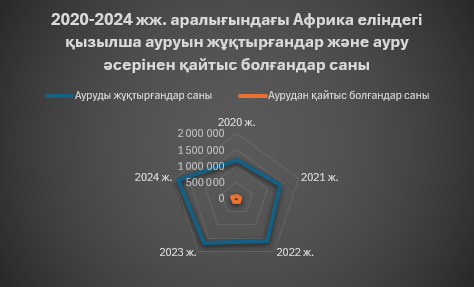 2020-2024 жж. аралығындағы Африка еліндегі
қызылша ауруын жұқтырғандар және ауру
әсерінен қайтыс болғандар саны
Ауруды жұқтырғандар саны
Аурудан қайтыс болғандар саны
2020 ж.
2 000 000
1 500 000
1 000 000
500 000
0
2024 ж.
2021 ж.
2023 ж.
2022 ж.